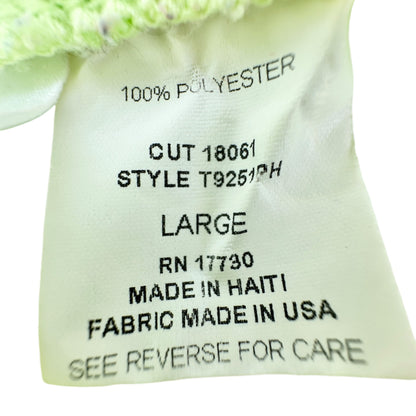 100% POLYESTER
CUT 18061
STYLE T9251PH
LARGE
RN 17730
MADE IN HAITI
FABRIC MADE IN USA
SEE REVERSE FOR CARE